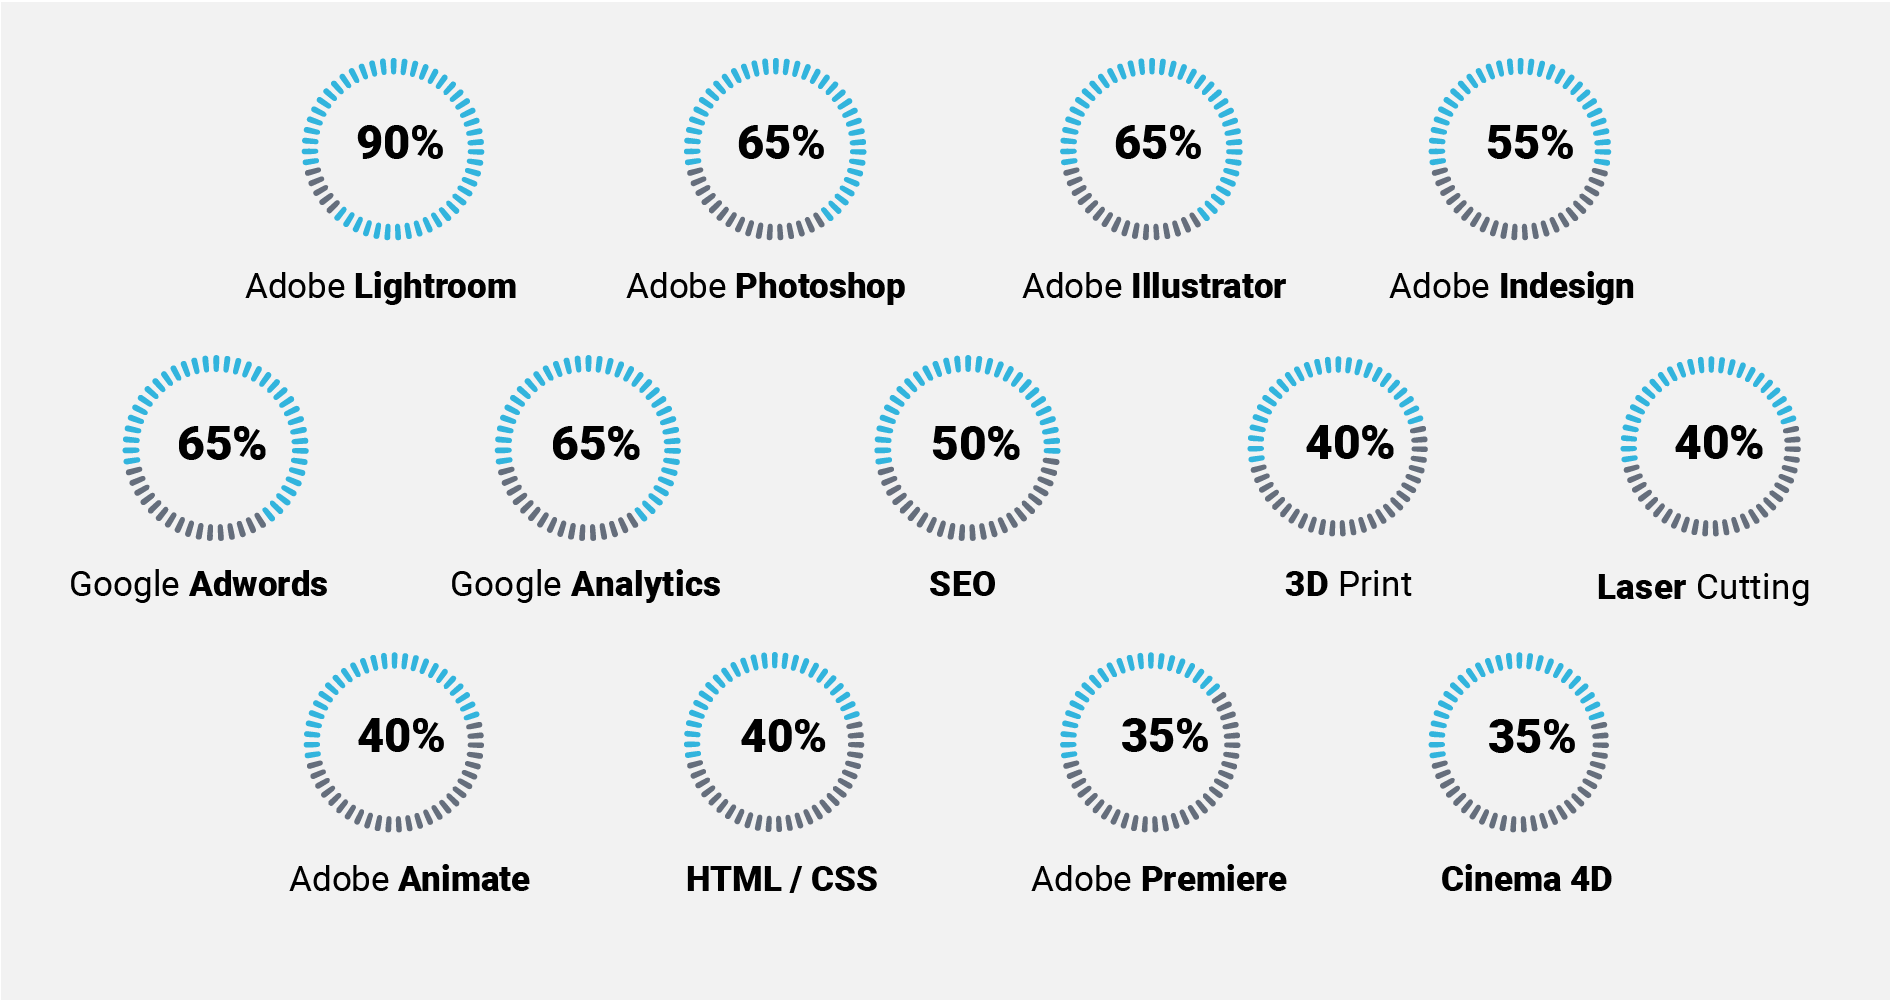 90%
65%
65%
55%
Adobe Lightroom
Adobe Photoshop
Adobe Illustrator
Adobe Indesign
65%
65%
50%
40%
40%
Google Adwords
Google Analytics
SEO
3D Print
Laser Cutting
40%
40%
35%
35%
Adobe Animate
HTML / CSS
Adobe Premiere
Cinema 4D